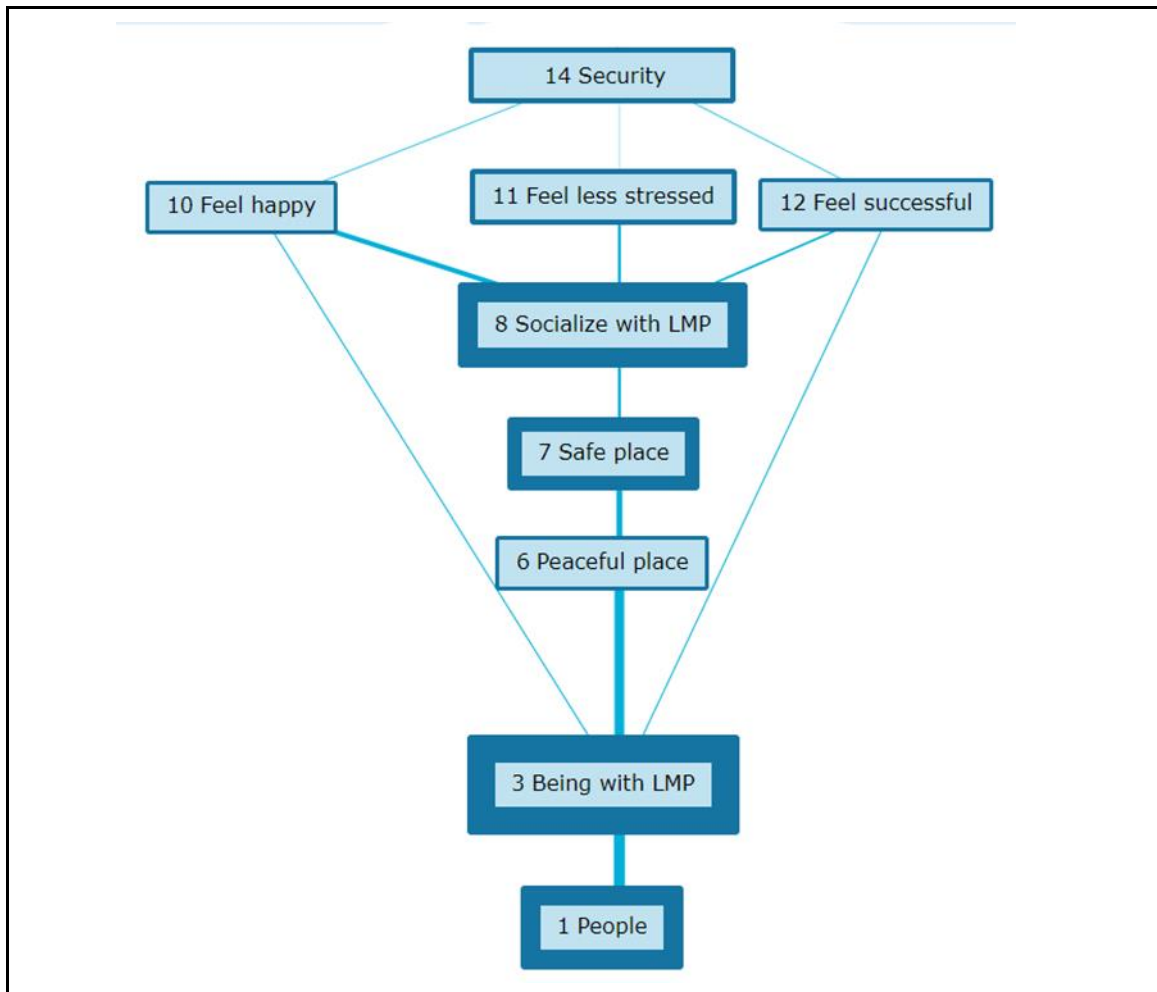 14 Security
10 Feel happy
11 Feel less stressed
12 Feel successful
8 Socialize with LMP
7 Safe place
6 Peaceful place
3 Being with LMP
1 People